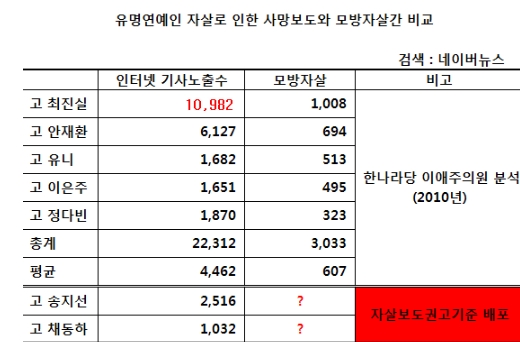 유명연예인 자살로 인한 사망보도와 모방자살간 비교
검색 : 네이버뉴스
인터넷 기사노출수 모방자살 비고
고 최진실 10,982 1,008
고 안재환 6,127 694
고 유니 1,682 513
고 이은주 1,651 495
고 정다빈 1,870 323
총계 22,312 3,033
평균 4,462 607
한나라당 이애주의원 분석
(2010년)
고 송지선 2,516 ?
고 채동하 1,032 ?
자살보도권고기준 배포